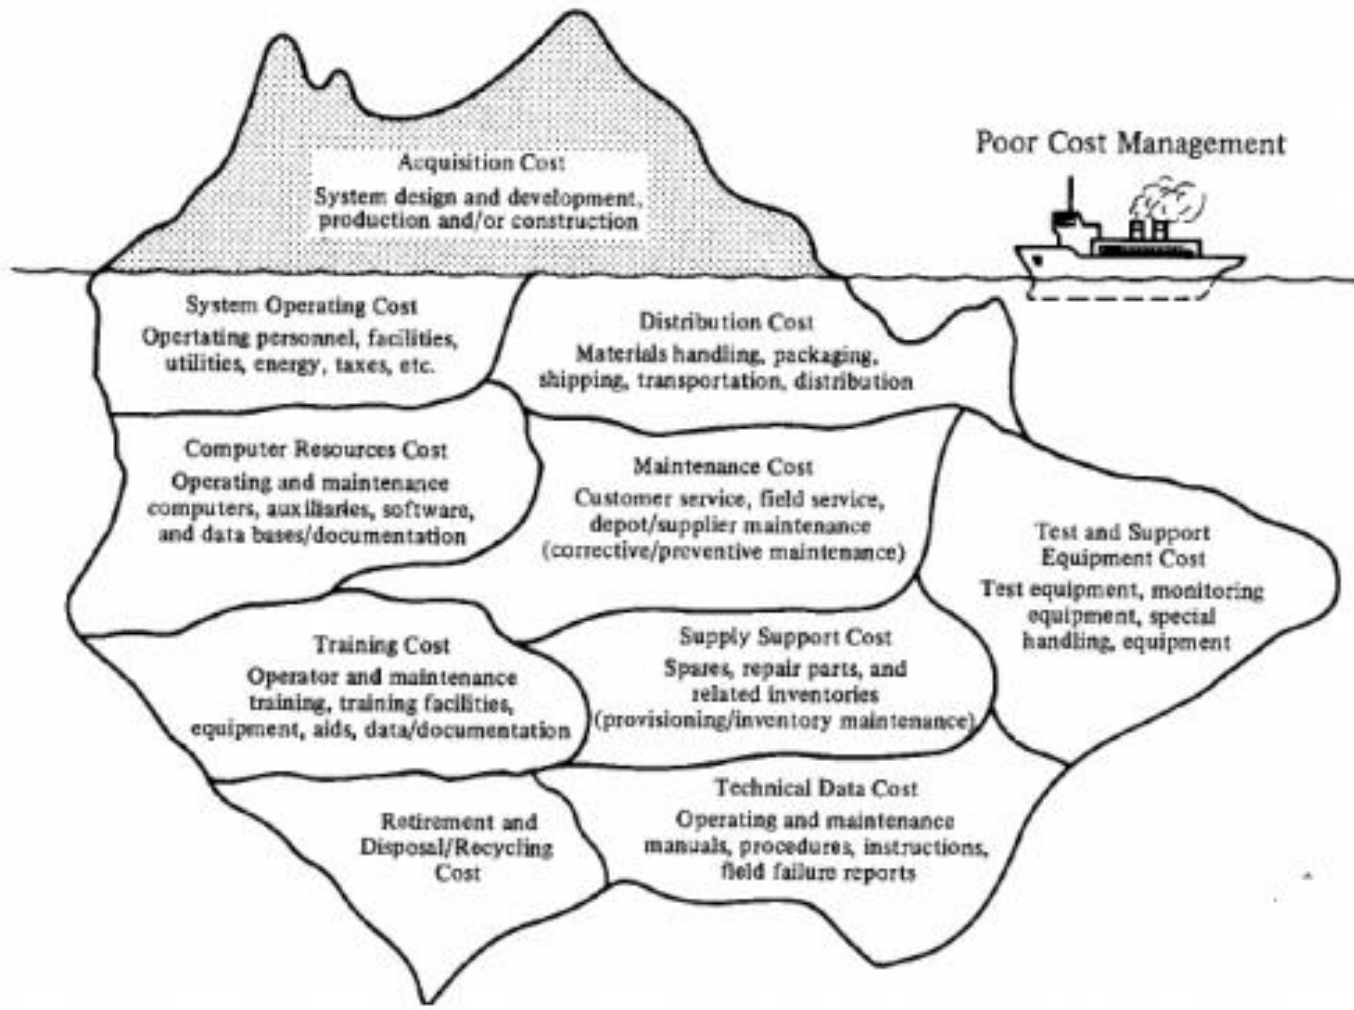 Acquisition Cost
System design and development,
production and/or construction
Poor Cost Management
System Operating Cost
Opertating personnel, facilities,
utilities, energy, taxes, etc.
Distribution Cost
Materials handling, packaging,
shipping, transportation, distribution
Computer Resources Cost
Operating and maintenance
computers, auxiliaries, software,
and data bases/documentation
Maintenance Cost
Customer service, field service,
depot/supplier maintenance
(corrective/preventive maintenance)
Test and Support
Equipment Cost
Test equipment, monitoring
equipment, special
handling, equipment
Training Cost
Operator and maintenance
training, training facilities,
equipment, aids, data/documentation
Supply Support Cost
Spares, repair parts, and
related inventories
(provisioning/inventory maintenance)
Retirement and
Disposal/Recycling
Cost
Technical Data Cost
Operating and maintenance
manuals, procedures, instructions,
field failure reports